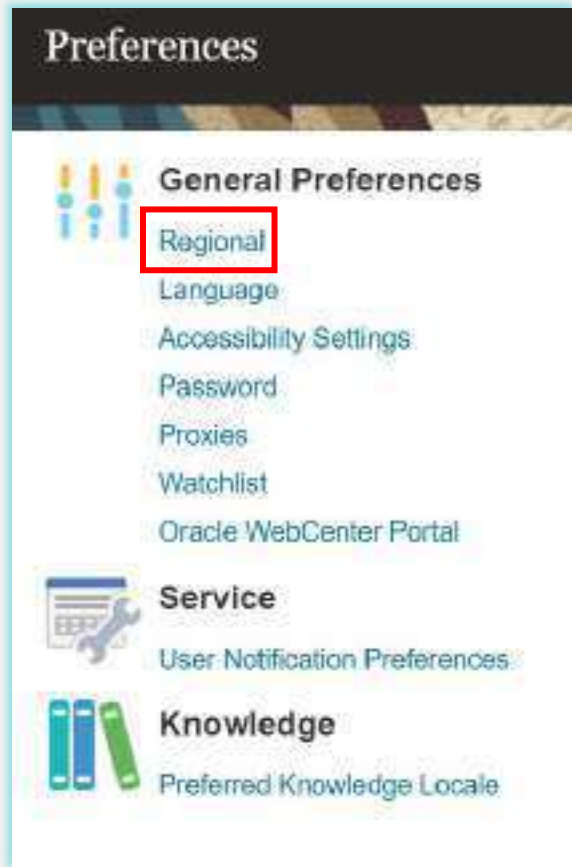 Preferences
General Preferences
Regional
Language
Accessibility Settings
Password
Proxies
Watchlist
Oracle WebCenter Portal
Service
User Notification Preferences
Knowledge
Preferred Knowledge Locale